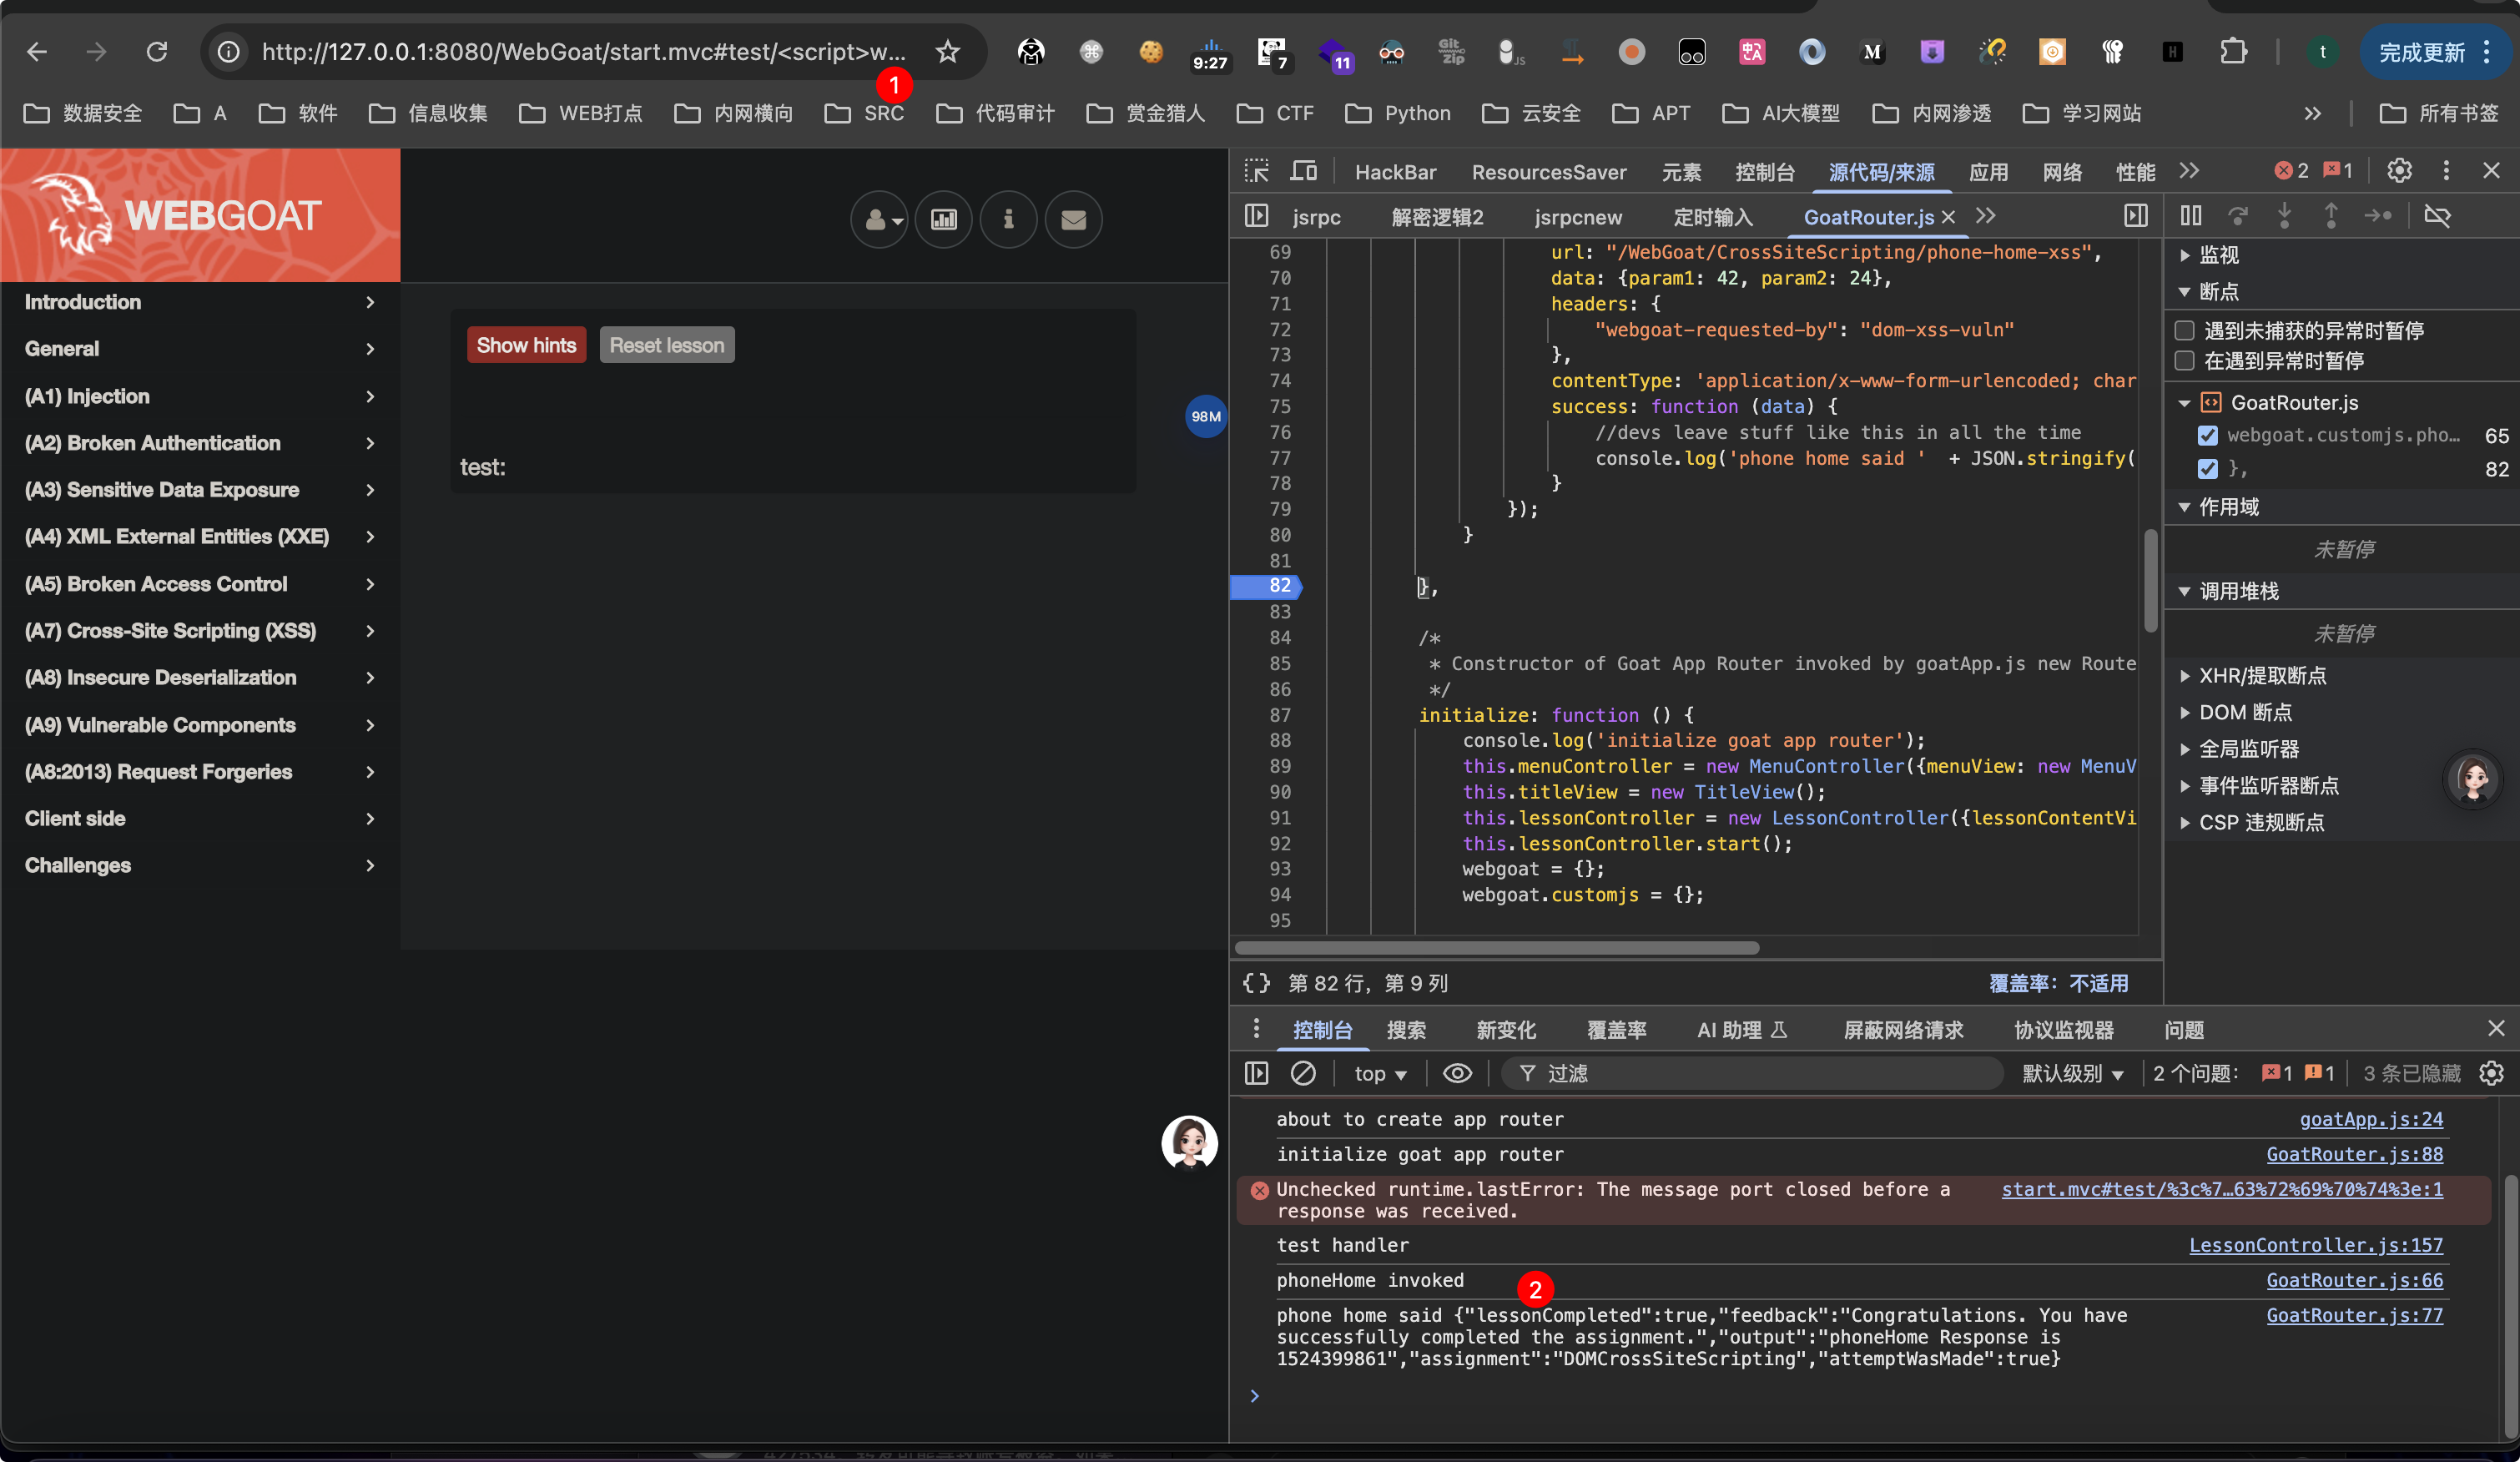 http://127.0.0.1:8080/WebGoat/start.mvc#test/<script>w...
9:27
7
11
Git
Zip
JS
M
H
t
完成更新
1
数据安全
A
软件
信息收集
WEB打点
内网横向
SRC
代码审计
赏金猎人
CTF
Python
云安全
APT
AI大模型
内网渗透
学习网站
所有书签
WEBGOAT
Introduction
General
(A1) Injection
(A2) Broken Authentication
(A3) Sensitive Data Exposure
(A4) XML External Entities (XXE)
(A5) Broken Access Control
(A7) Cross-Site Scripting (XSS)
(A8) Insecure Deserialization
(A9) Vulnerable Components
(A8:2013) Request Forgeries
Client side
Challenges
Show hints
Reset lesson
test:
98M
HackBar
ResourcesSaver
元素
控制台
源代码/来源
应用
网络
性能
2
1
jsrpc
解密逻辑2
jsrpcnew
定时输入
GoatRouter.js
69 url: "/WebGoat/CrossSiteScripting/phone-home-xss",
70 data: {param1: 42, param2: 24},
71 headers: {
72 "webgoat-requested-by": "dom-xss-vuln"
73 },
74 contentType: 'application/x-www-form-urlencoded; char
75 success: function (data) {
76 //devs leave stuff like this in all the time
77 console.log('phone home said '  + JSON.stringify(
78 }
79 });
80 }
81
82 },
83
84 /*
85 * Constructor of Goat App Router invoked by goatApp.js new Route
86 */
87 initialize: function () {
88 console.log('initialize goat app router');
89 this.menuController = new MenuController({menuView: new MenuV
90 this.titleView = new TitleView();
91 this.lessonController = new LessonController({lessonContentVi
92 this.lessonController.start();
93 webgoat = {};
94 webgoat.customjs = {};
95
{} 第 82 行，第 9 列
覆盖率：不适用
监视
断点
遇到未捕获的异常时暂停
在遇到异常时暂停
GoatRouter.js
webgoat.customjs.pho… 65
}, 82
作用域
未暂停
调用堆栈
未暂停
XHR/提取断点
DOM 断点
全局监听器
事件监听器断点
CSP 违规断点
控制台
搜索
新变化
覆盖率
AI 助理
屏蔽网络请求
协议监视器
问题
top
过滤
默认级别
2 个问题：
1
1
3 条已隐藏
about to create app router goatApp.js:24
initialize goat app router GoatRouter.js:88
Unchecked runtime.lastError: The message port closed before a start.mvc#test/%3c%7…63%72%69%70%74%3e:1
response was received.
test handler LessonController.js:157
phoneHome invoked GoatRouter.js:66
2
phone home said {"lessonCompleted":true,"feedback":"Congratulations. You have GoatRouter.js:77
successfully completed the assignment.","output":"phoneHome Response is
1524399861","assignment":"DOMCrossSiteScripting","attemptWasMade":true}